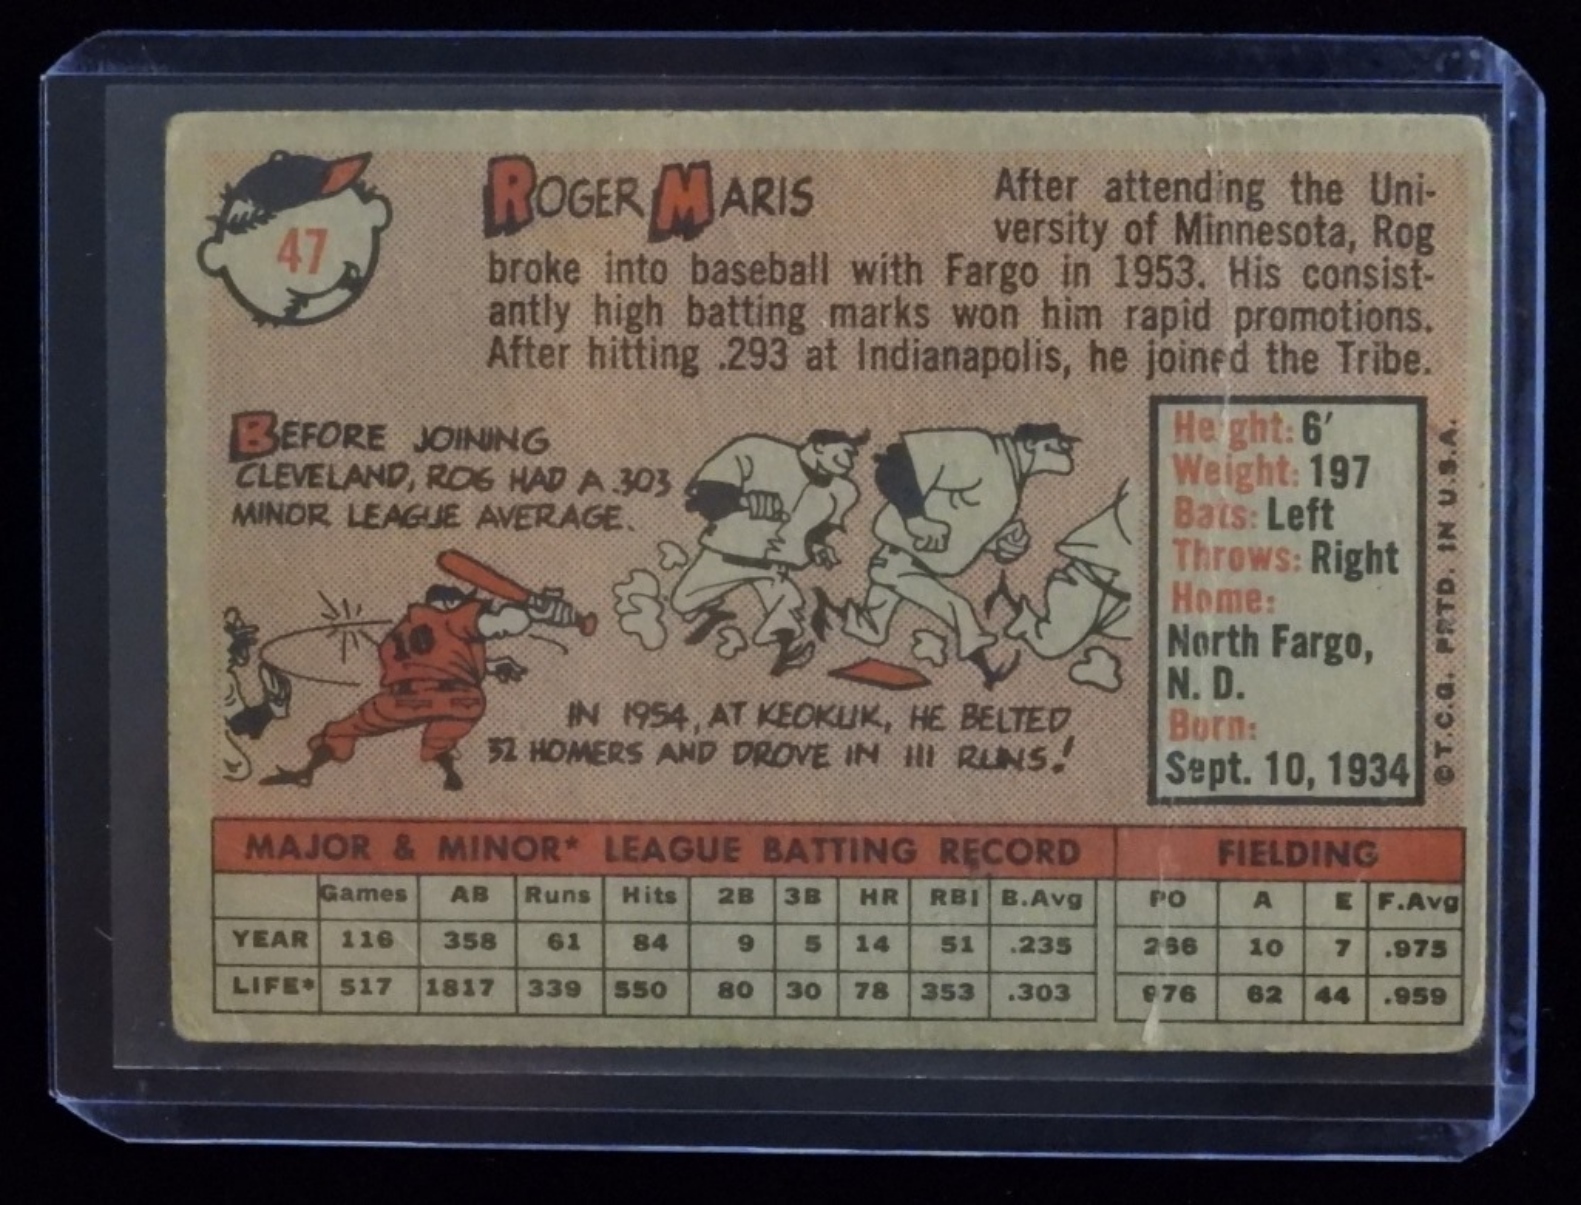 47
ROGER MARIS
After attending the Uni-
versity of Minnesota, Rog
broke into baseball with Fargo in 1953. His consist-
antly high batting marks won him rapid promotions.
After hitting .293 at Indianapolis, he joined the Tribe.
BEFORE JOINING
CLEVELAND, ROG HAD A .303
MINOR LEAGUE AVERAGE.
16
IN 1954, AT KEOKUK, HE BELTED
32 HOMERS AND DROVE IN 111 RUNS!
Height: 6'
Weight: 197
Bats: Left
Throws: Right
Home:
North Fargo,
N. D.
Born:
Sept. 10, 1934
©T.C.G. PRTD. IN U.S.A.
MAJOR & MINOR* LEAGUE BATTING RECORD FIELDING
Games AB Runs Hits 2B 3B HR RBI B.Avg PO A E F.Avg
YEAR 116 358 61 84 9 5 14 51 .235 266 10 7 .975
LIFE* 517 1817 339 550 80 30 78 353 .303 976 62 44 .959